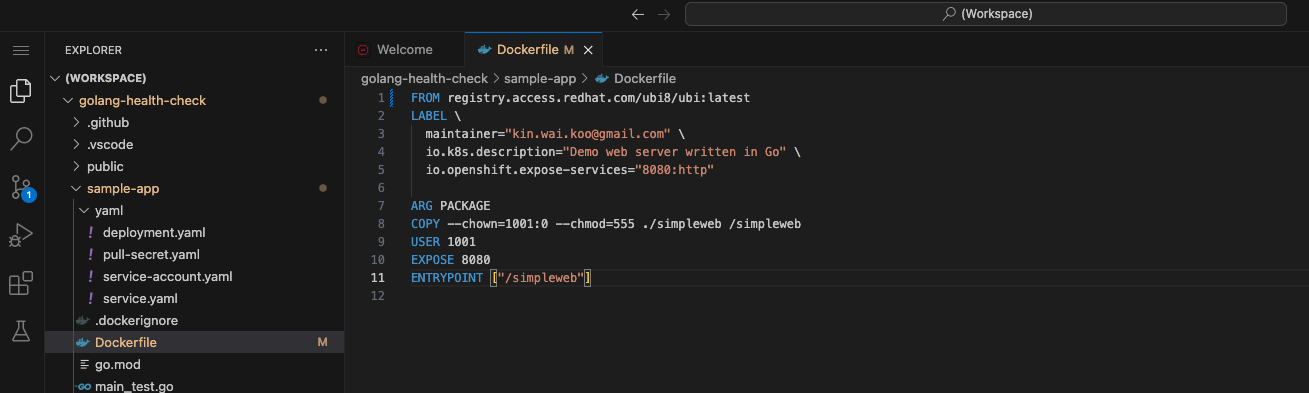 (Workspace)
EXPLORER
Welcome
Dockerfile M
golang-health-check > sample-app > Dockerfile
(WORKSPACE)
golang-health-check
.github
.vscode
public
sample-app
yaml
! deployment.yaml
! pull-secret.yaml
! service-account.yaml
! service.yaml
.dockerignore
Dockerfile M
go.mod
GO main_test.go
1
1 FROM registry.access.redhat.com/ubi8/ubi:latest
2 LABEL \
3 maintainer="kin.wai.koo@gmail.com" \
4 io.k8s.description="Demo web server written in Go" \
5 io.openshift.expose-services="8080:http"
6
7 ARG PACKAGE
8 COPY --chown=1001:0 --chmod=555 ./simpleweb /simpleweb
9 USER 1001
10 EXPOSE 8080
11 ENTRYPOINT ["/simpleweb"]
12